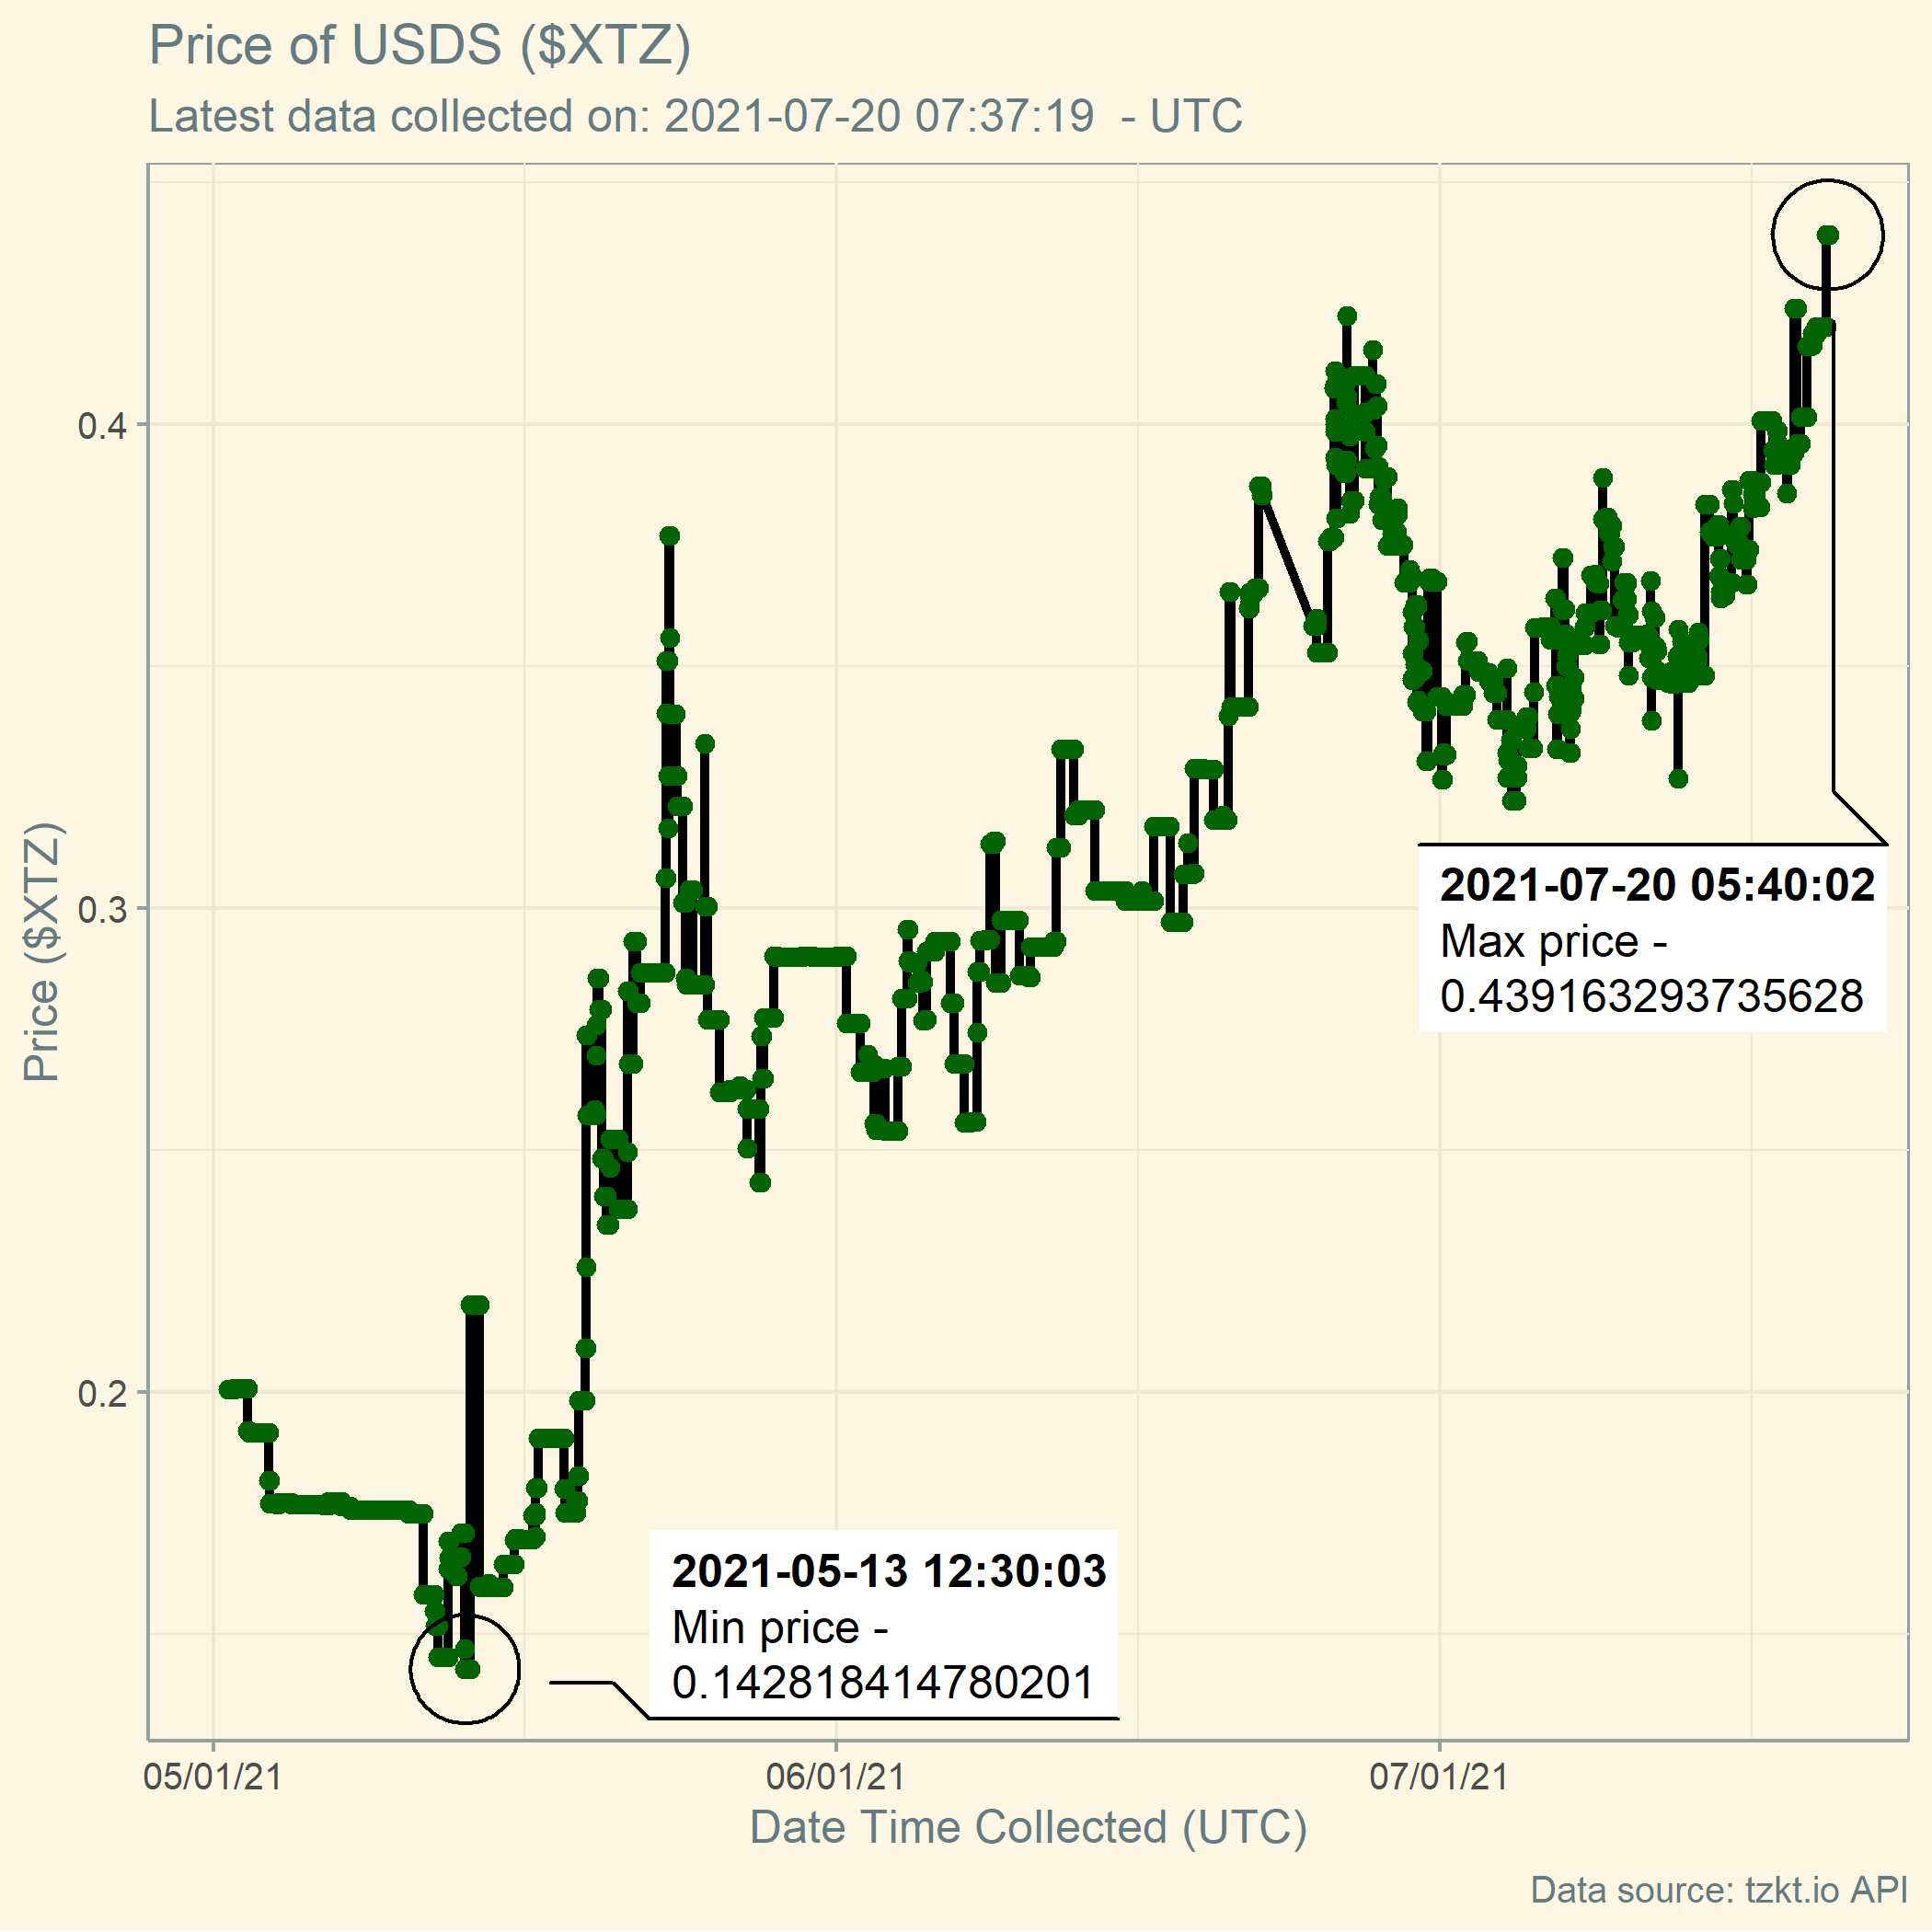 Price of USDS ($XTZ)
Latest data collected on: 2021-07-20 07:37:19  - UTC
Price ($XTZ)
0.4
0.3
0.2
2021-07-20 05:40:02
Max price -
0.439163293735628
2021-05-13 12:30:03
Min price -
0.142818414780201
05/01/21
06/01/21
07/01/21
Date Time Collected (UTC)
Data source: tzkt.io API